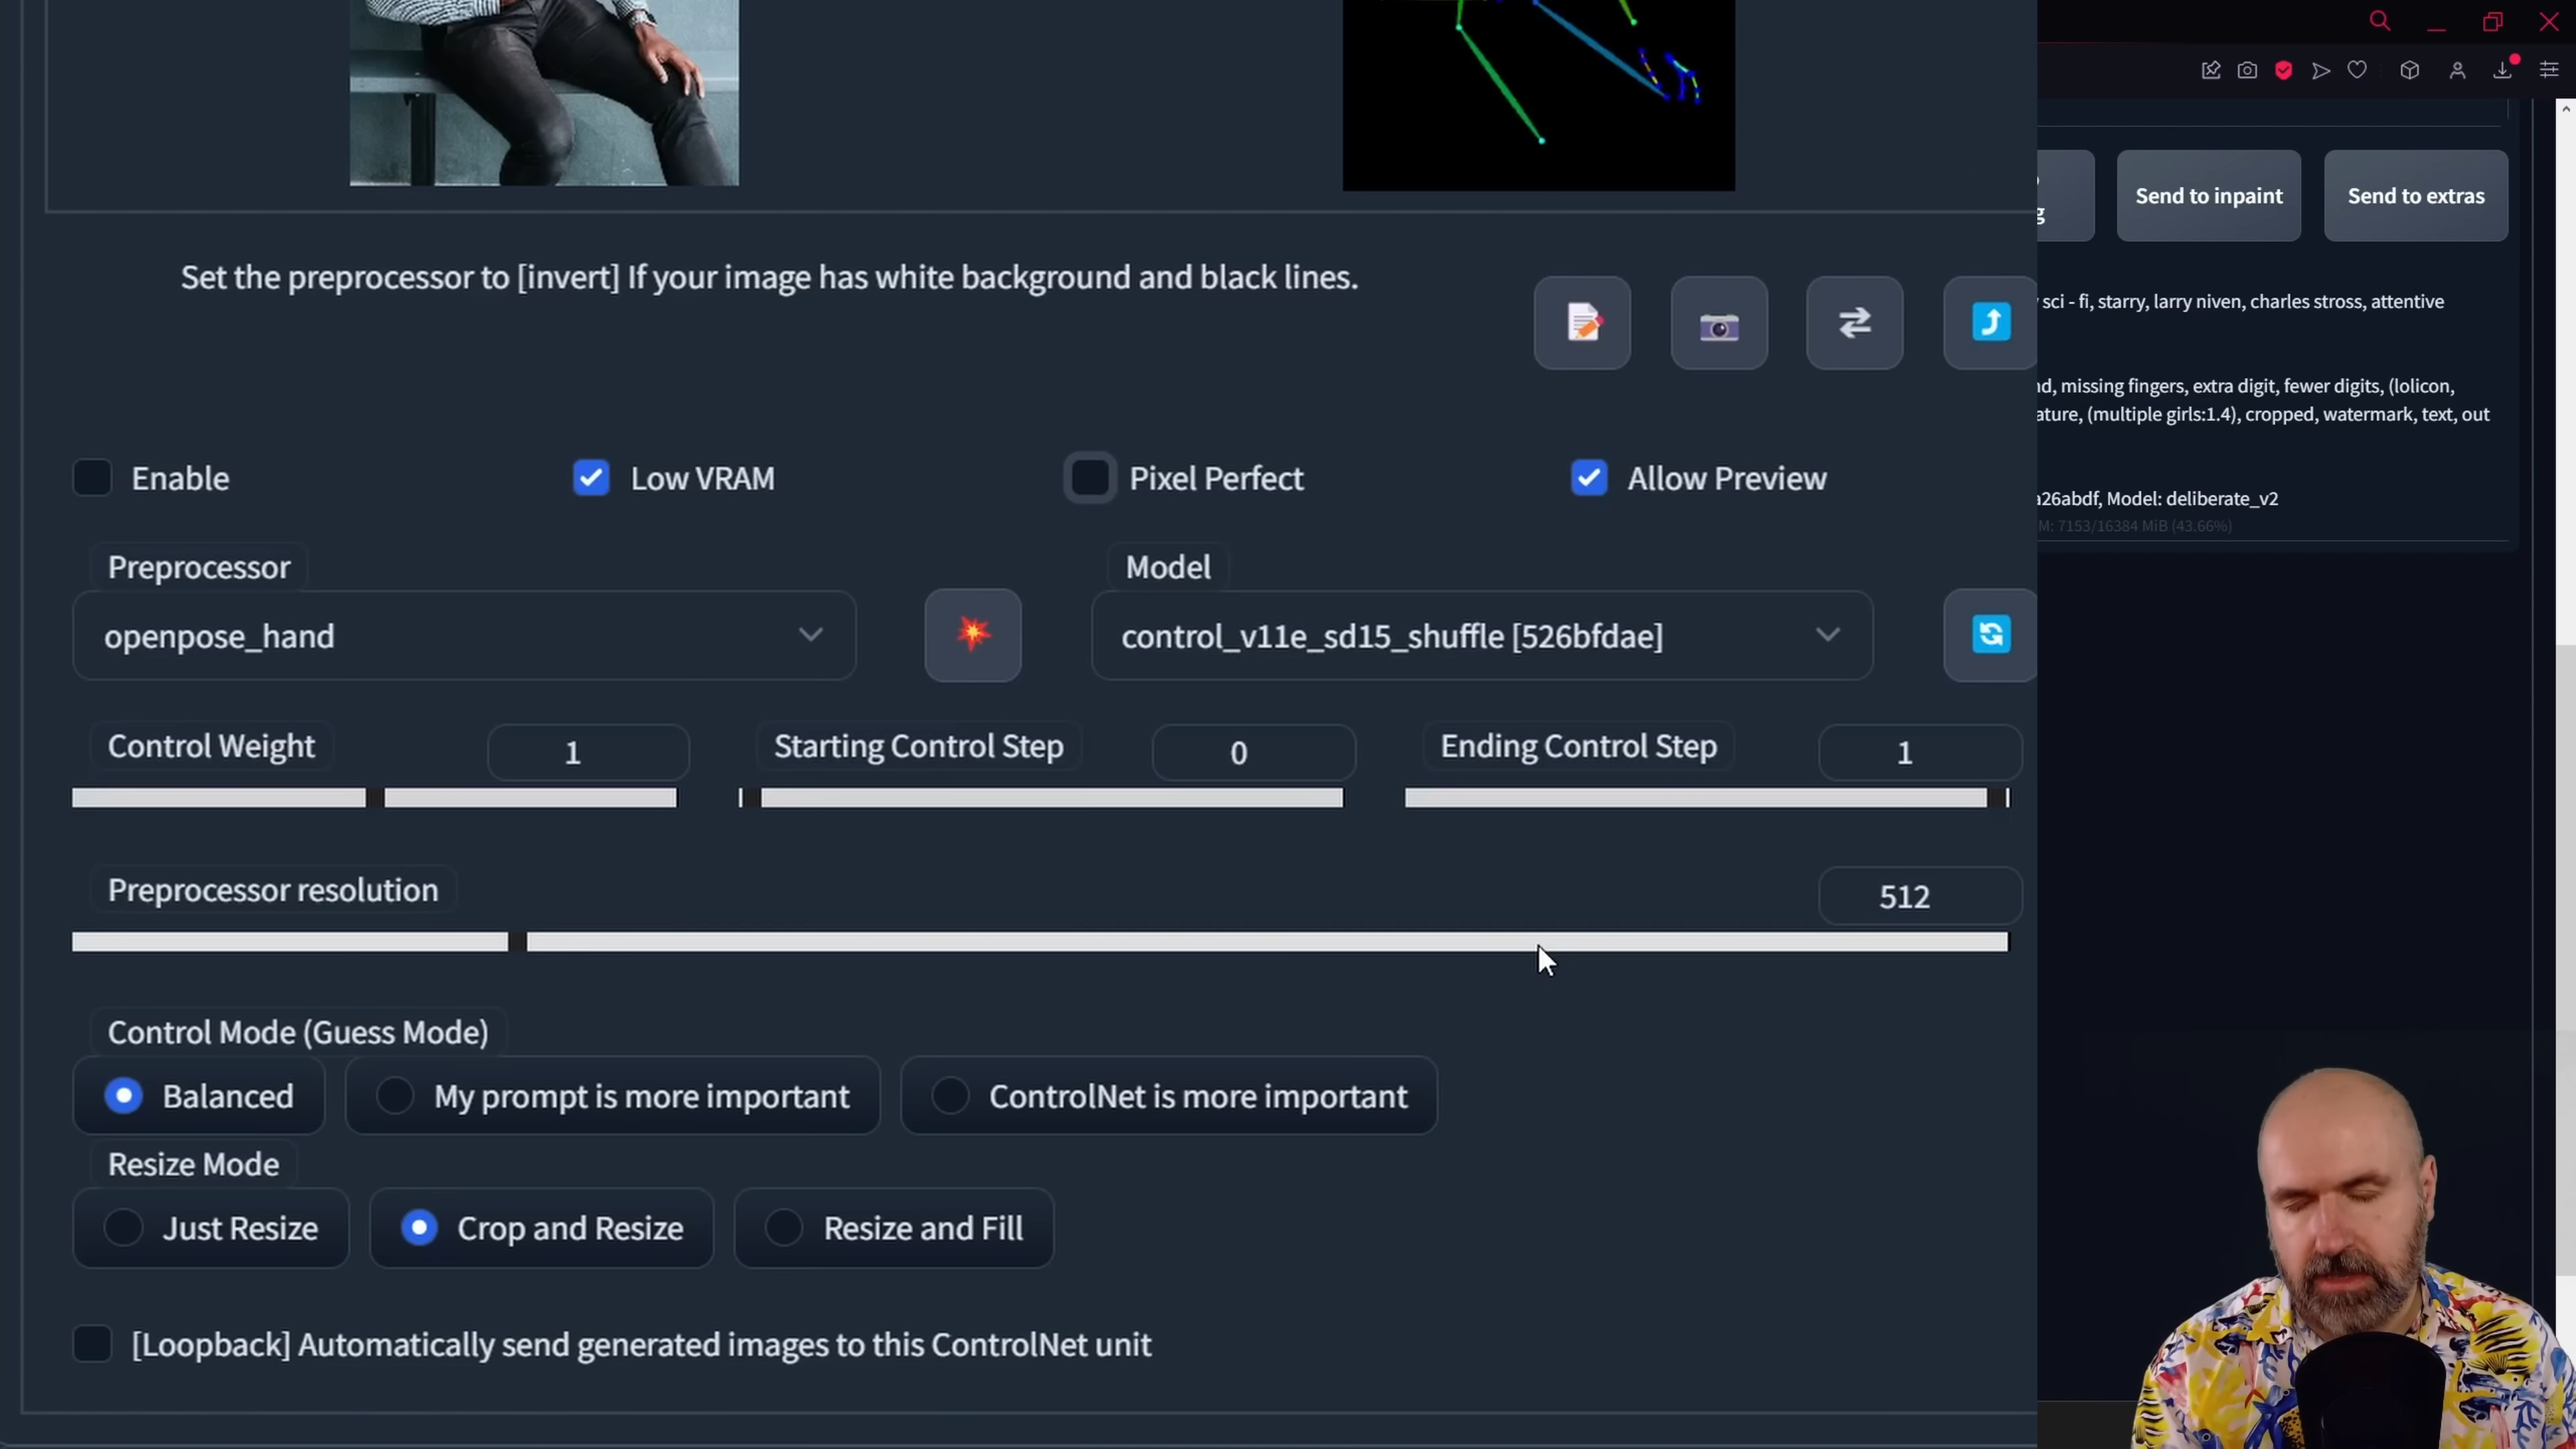 Set the preprocessor to [invert] If your image has white background and black lines.
Enable
Low VRAM
Pixel Perfect
Allow Preview
Preprocessor
Model
openpose_hand
control_v11e_sd15_shuffle [526bfdae]
Control Weight
1
Starting Control Step
0
Ending Control Step
1
Preprocessor resolution
512
Control Mode (Guess Mode)
Balanced
My prompt is more important
ControlNet is more important
Resize Mode
Just Resize
Crop and Resize
Resize and Fill
[Loopback] Automatically send generated images to this ControlNet unit
Send to inpaint
Send to extras
sci - fi, starry, larry niven, charles stross, attentive
missing fingers, extra digit, fewer digits, (lolicon,
(multiple girls:1.4), cropped, watermark, text, out
a26abdf, Model: deliberate_v2
M: 7153/16384 MiB (43.66%)